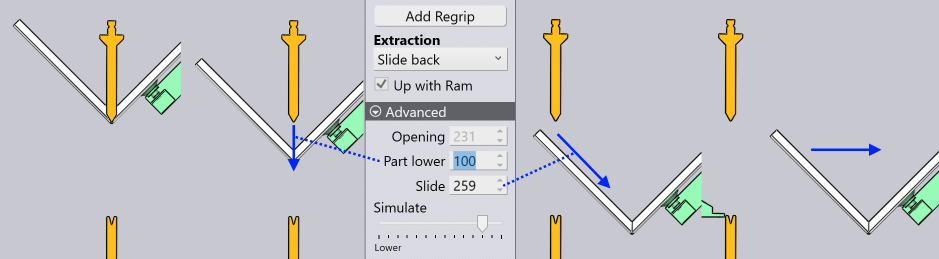 Add Regrip
Extraction
Slide back
Up with Ram
Advanced
Opening 231
Part lower 100
Slide 259
Simulate
Lower